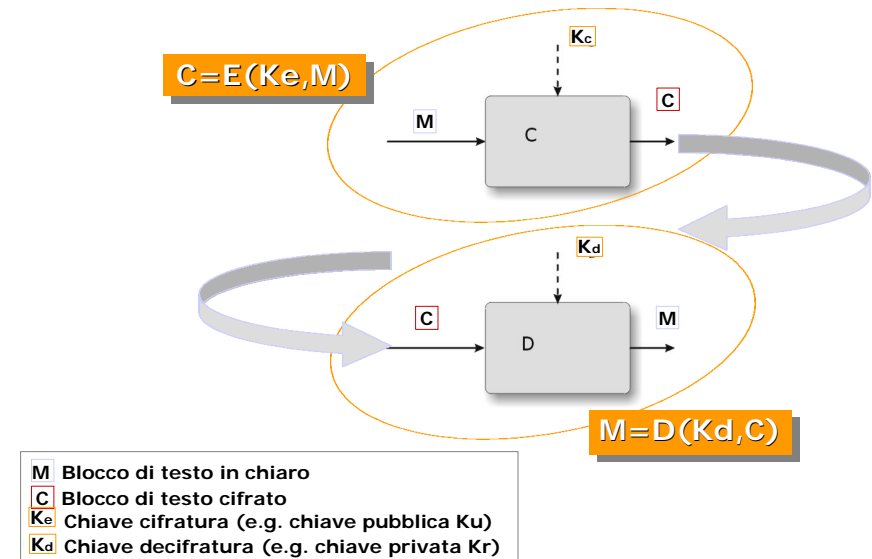 Kc
C=E(Ke,M)
C
M
C
Kd
C
M
D
M=D(Kd,C)
M Blocco di testo in chiaro
C Blocco di testo cifrato
Ke Chiave cifratura (e.g. chiave pubblica Ku)
Kd Chiave decifratura (e.g. chiave privata Kr)